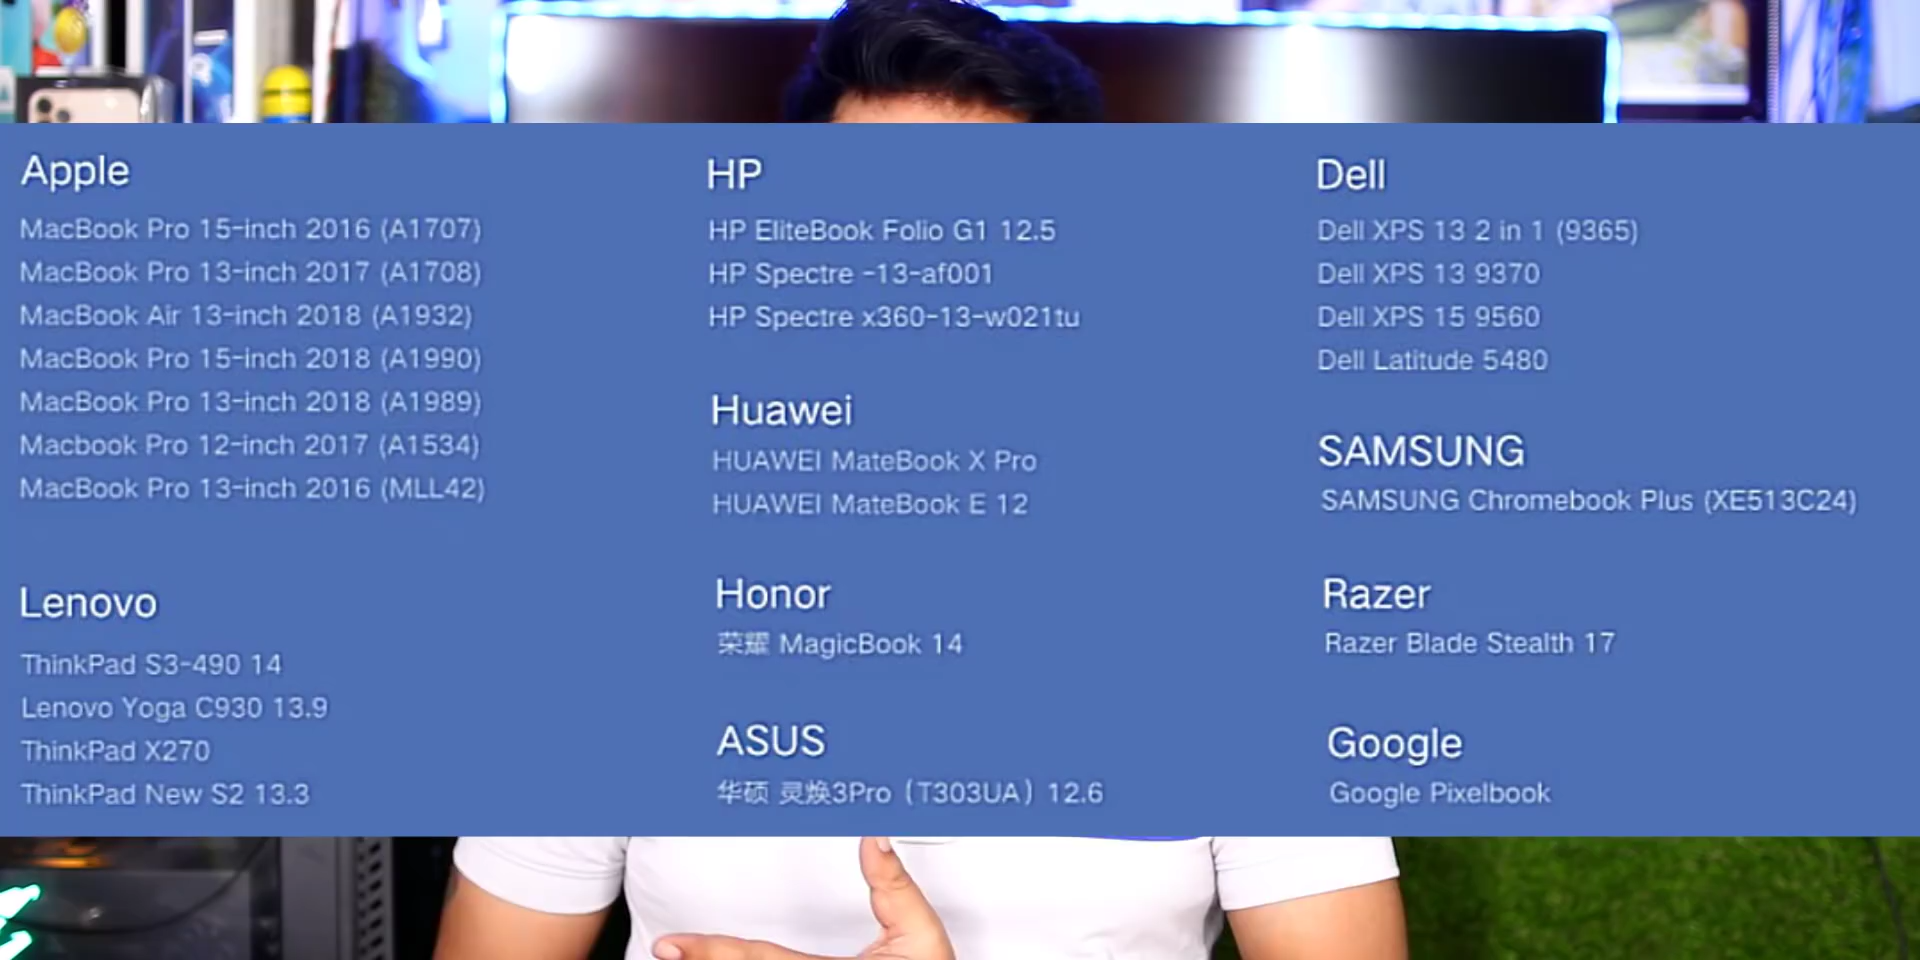 Apple
MacBook Pro 15-inch 2016 (A1707)
MacBook Pro 13-inch 2017 (A1708)
MacBook Air 13-inch 2018 (A1932)
MacBook Pro 15-inch 2018 (A1990)
MacBook Pro 13-inch 2018 (A1989)
Macbook Pro 12-inch 2017 (A1534)
MacBook Pro 13-inch 2016 (MLL42)
Lenovo
ThinkPad S3-490 14
Lenovo Yoga C930 13.9
ThinkPad X270
ThinkPad New S2 13.3
HP
HP EliteBook Folio G1 12.5
HP Spectre -13-af001
HP Spectre x360-13-w021tu
Huawei
HUAWEI MateBook X Pro
HUAWEI MateBook E 12
Honor
荣耀 MagicBook 14
ASUS
华硕 灵焕3Pro（T303UA）12.6
Dell
Dell XPS 13 2 in 1 (9365)
Dell XPS 13 9370
Dell XPS 15 9560
Dell Latitude 5480
SAMSUNG
SAMSUNG Chromebook Plus (XE513C24)
Razer
Razer Blade Stealth 17
Google
Google Pixelbook